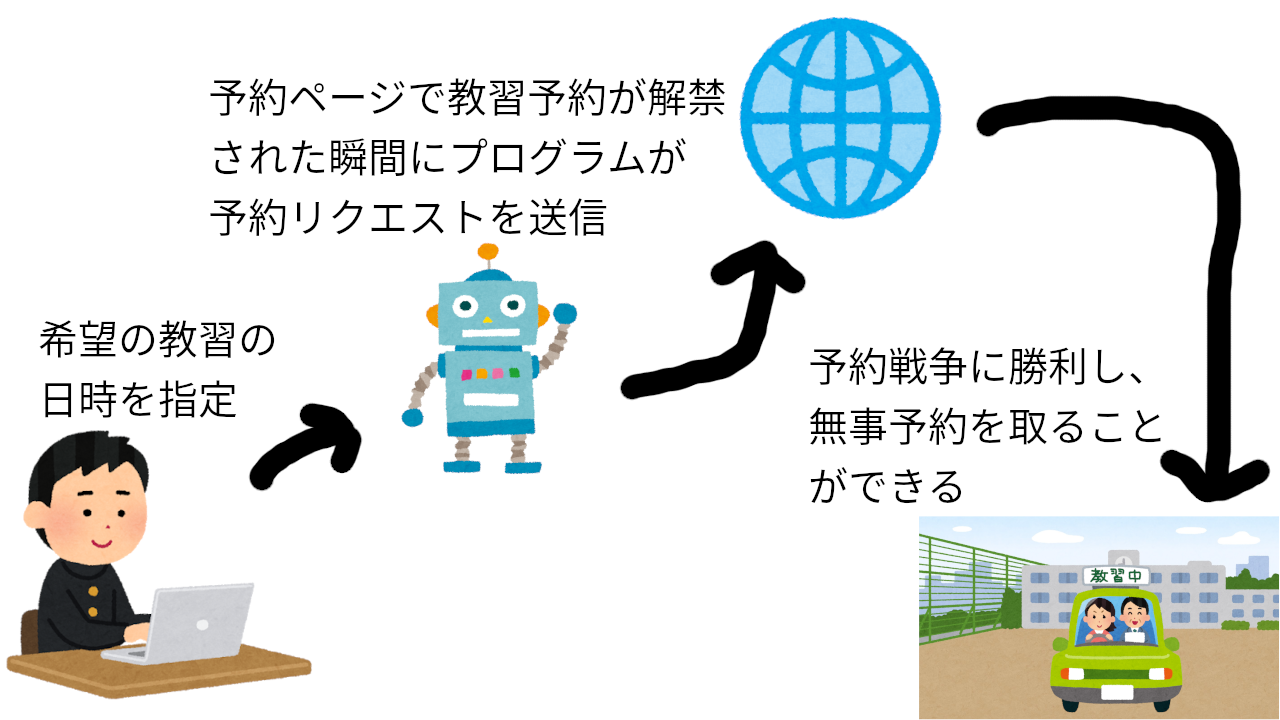 予約ページで教習予約が解禁
された瞬間にプログラムが
予約リクエストを送信
希望の教習の
日時を指定
予約戦争に勝利し、
無事予約を取ること
ができる
教習中